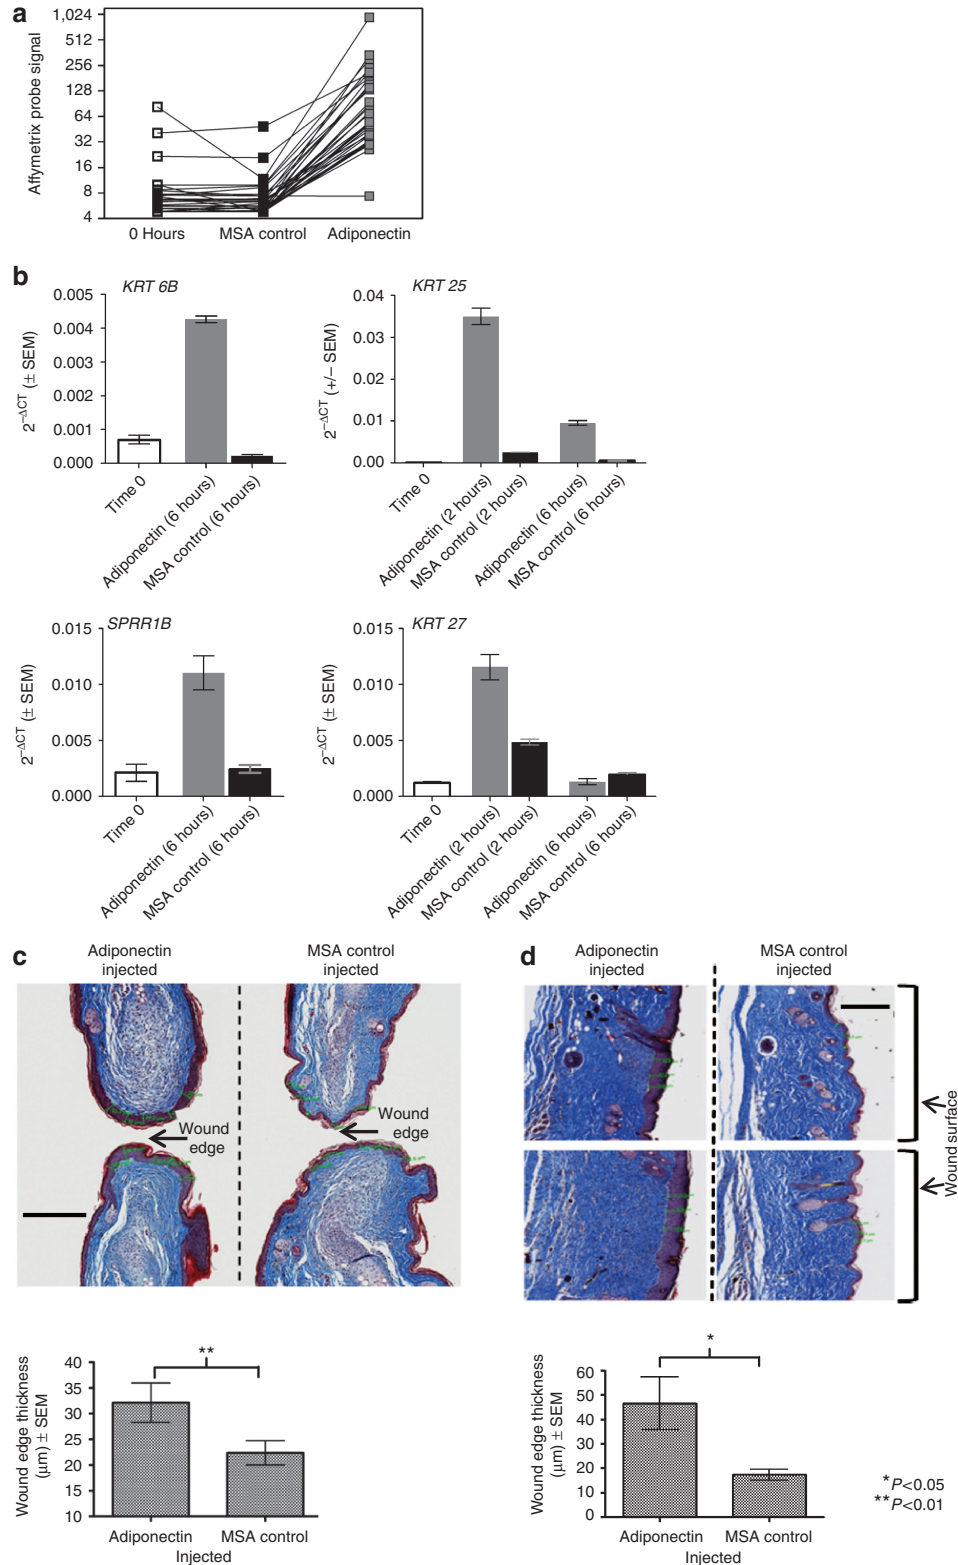 a
Affymetrix probe signal
1,024
512
256
128
64
32
16
8
4
0 Hours
MSA control
Adiponectin
b
KRT 6B
2−ΔCT (± SEM)
0.005
0.004
0.003
0.002
0.001
0.000
Time 0
Adiponectin (6 hours)
MSA control (6 hours)
KRT 25
2−ΔCT (+/− SEM)
0.04
0.03
0.02
0.01
0.00
Time 0
Adiponectin (2 hours)
MSA control (2 hours)
Adiponectin (6 hours)
MSA control (6 hours)
SPRR1B
2−ΔCT (± SEM)
0.015
0.010
0.005
0.000
Time 0
Adiponectin (6 hours)
MSA control (6 hours)
KRT 27
2−ΔCT (± SEM)
0.015
0.010
0.005
0.000
Time 0
Adiponectin (2 hours)
MSA control (2 hours)
Adiponectin (6 hours)
MSA control (6 hours)
c
Adiponectin
injected
MSA control
injected
Wound
edge
Wound
edge
d
Adiponectin
injected
MSA control
injected
Wound surface
Wound edge thickness
(µm) ± SEM
40
35
30
25
20
15
10
**
Adiponectin
MSA control
Injected
Wound edge thickness
(µm) ± SEM
60
50
40
30
20
10
0
*
Adiponectin
MSA control
Injected
*P<0.05
**P<0.01